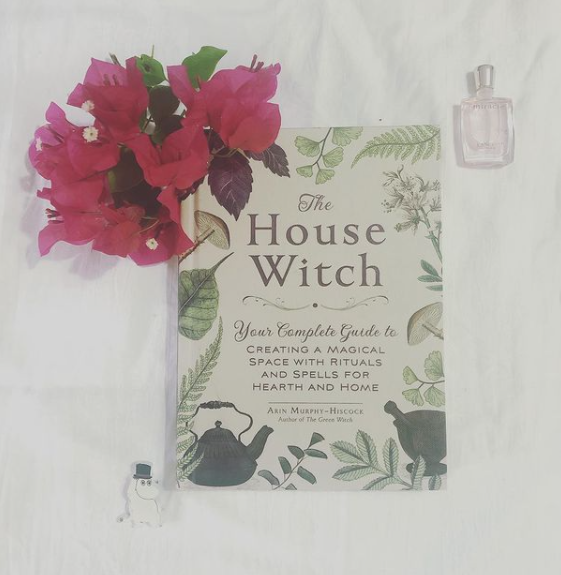 The
House
Witch
Your Complete Guide to
Creating a Magical
Space with Rituals
and Spells for
Hearth and Home
Arin Murphy-Hiscock
Author of The Green Witch